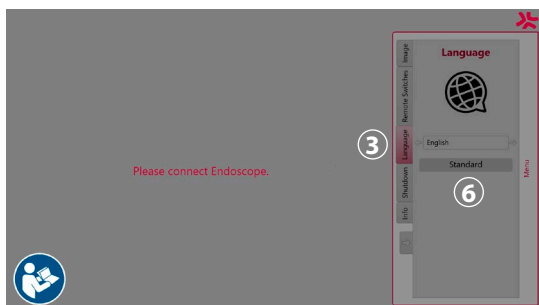 Image
Remote Switches
Language
Shutdown
Info
Language
English
Standard
Menu
3
6
Please connect Endoscope.